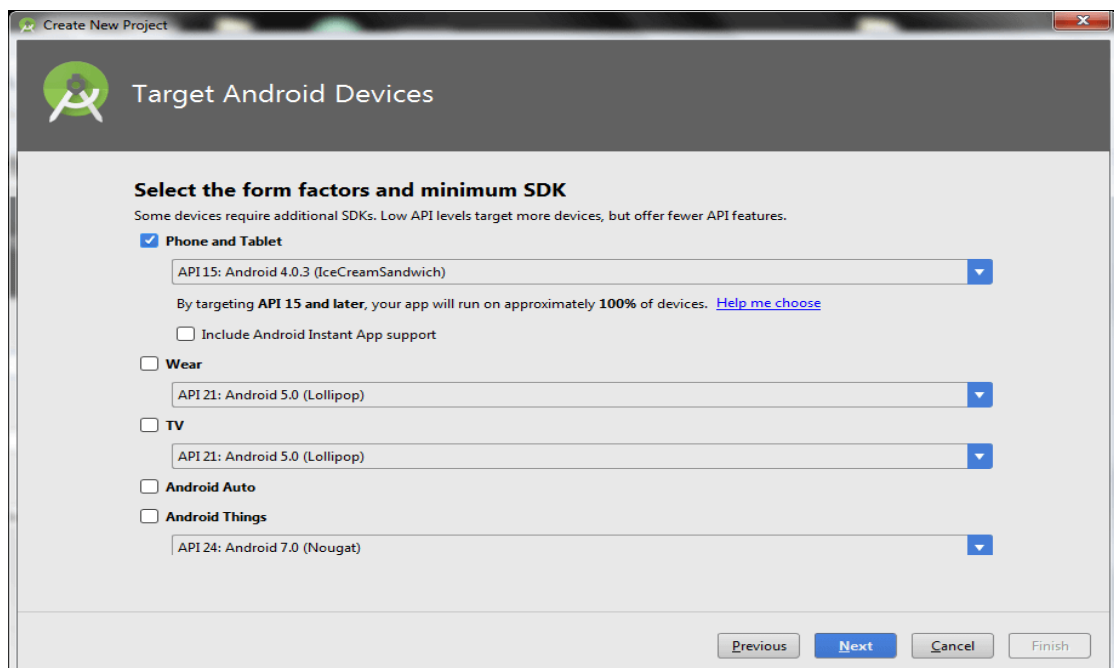 Create New Project
Target Android Devices
Select the form factors and minimum SDK
Some devices require additional SDKs. Low API levels target more devices, but offer fewer API features.
Phone and Tablet
API 15: Android 4.0.3 (IceCreamSandwich)
By targeting API 15 and later, your app will run on approximately 100% of devices. Help me choose
Include Android Instant App support
Wear
API 21: Android 5.0 (Lollipop)
TV
API 21: Android 5.0 (Lollipop)
Android Auto
Android Things
API 24: Android 7.0 (Nougat)
Previous Next Cancel Finish